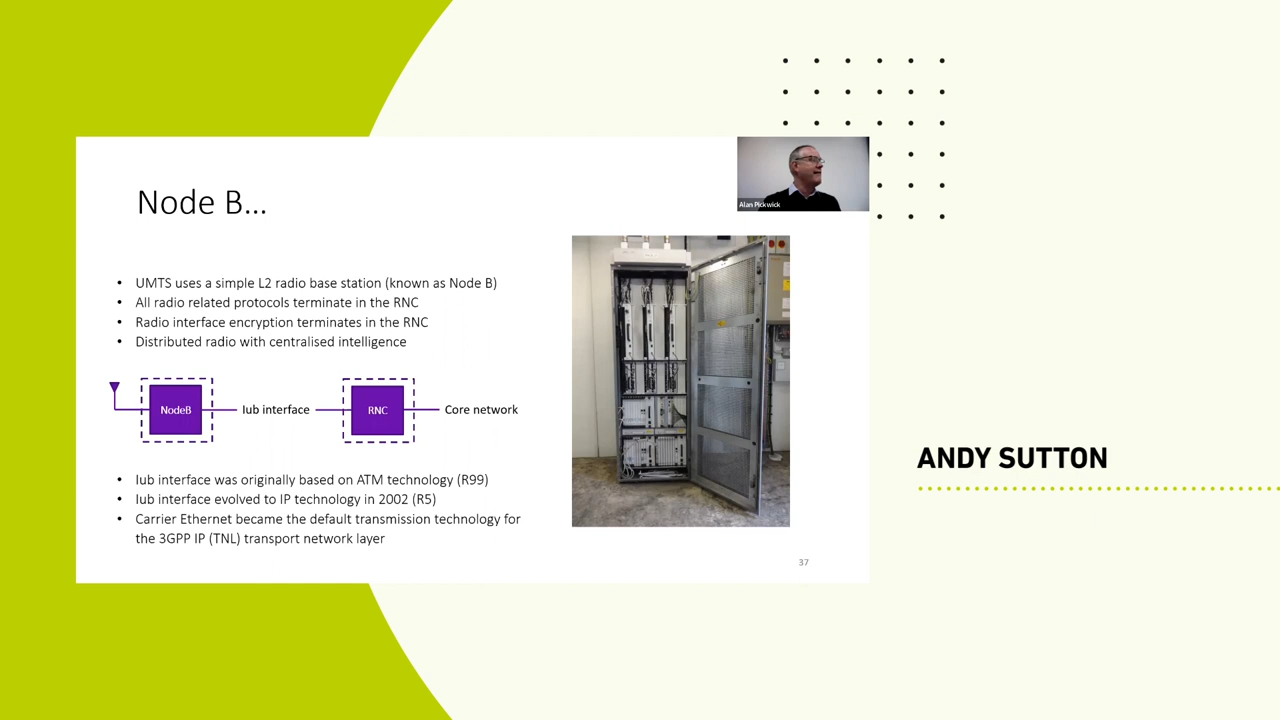 Node B...
Alan Pickwick
• UMTS uses a simple L2 radio base station (known as Node B)
• All radio related protocols terminate in the RNC
• Radio interface encryption terminates in the RNC
• Distributed radio with centralised intelligence
NodeB
Iub interface
RNC
Core network
• Iub interface was originally based on ATM technology (R99)
• Iub interface evolved to IP technology in 2002 (R5)
• Carrier Ethernet became the default transmission technology for
the 3GPP IP (TNL) transport network layer
37
ANDY SUTTON